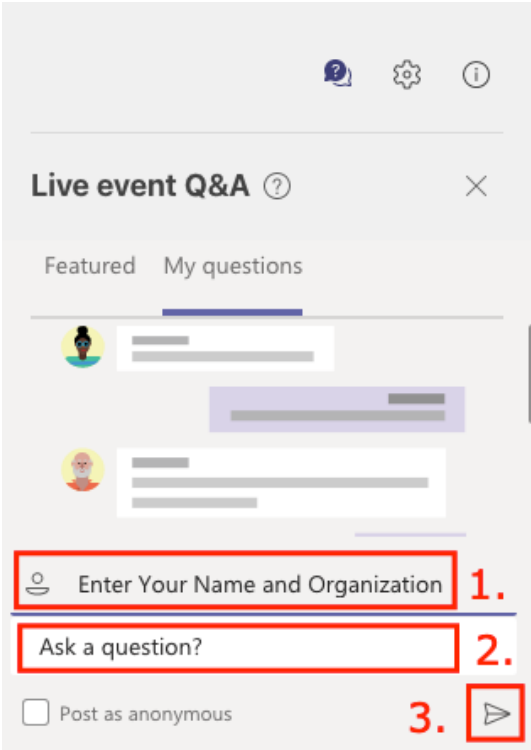 Live event Q&A ?
Featured My questions
Enter Your Name and Organization 1.
Ask a question? 2.
Post as anonymous 3.